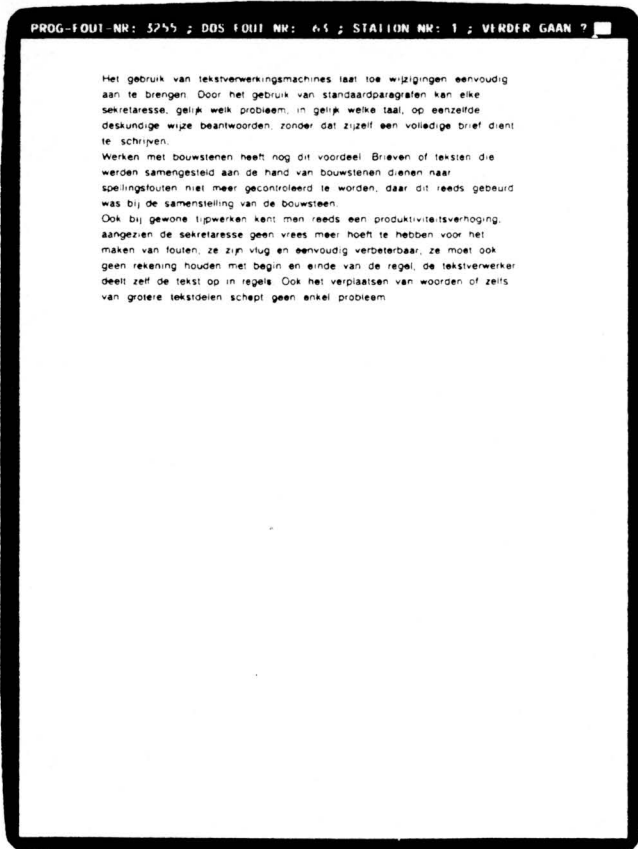 PROG-FOUT-NR: 3255 ; DOS FOUT NR: 63 ; STATION NR: 1 ; VERDER GAAN ?
Het gebruik van tekstverwerkingsmachines laat toe wijzigingen eenvoudig
aan te brengen. Door het gebruik van standaardparagrafen kan elke
sekretaresse, gelijk welk probleem, in gelijk welke taal, op eenzelfde
deskundige wijze beantwoorden, zonder dat zijzelf een volledige brief dient
te schrijven.
Werken met bouwstenen heeft nog dit voordeel. Brieven of teksten die
werden samengesteld aan de hand van bouwstenen dienen naar
spellingsfouten niet meer gecontroleerd te worden, daar dit reeds gebeurd
was bij de samenstelling van de bouwsteen.
Ook bij gewone tijpwerken kent men reeds een produktiviteitsverhoging,
aangezien de sekretaresse geen vrees meer hoeft te hebben voor het
maken van fouten, ze zijn vlug en eenvoudig verbeterbaar, ze moet ook
geen rekening houden met begin en einde van de regel, de tekstverwerker
deelt zelf de tekst op in regels. Ook het verplaatsen van woorden of zelfs
van grotere tekstdelen schept geen enkel probleem